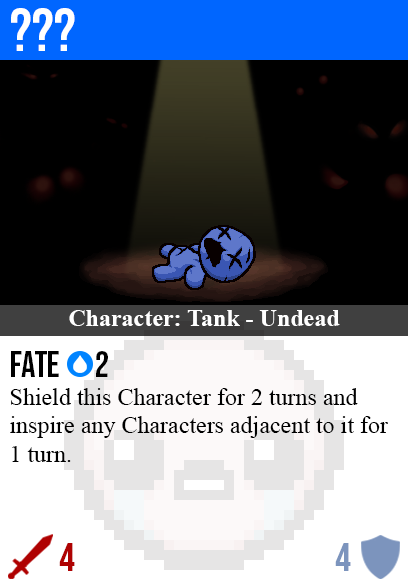 ???
Character: Tank - Undead
FATE 2
Shield this Character for 2 turns and
inspire any Characters adjacent to it for
1 turn.
4 4